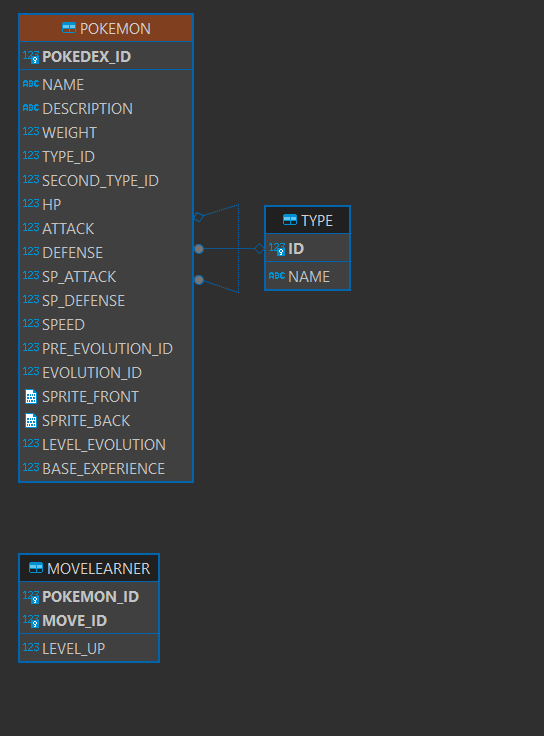 POKEMON
123 POKEDEX_ID
ABC NAME
ABC DESCRIPTION
123 WEIGHT
123 TYPE_ID
123 SECOND_TYPE_ID
123 HP
123 ATTACK
123 DEFENSE
123 SP_ATTACK
123 SP_DEFENSE
123 SPEED
123 PRE_EVOLUTION_ID
123 EVOLUTION_ID
SPRITE_FRONT
SPRITE_BACK
123 LEVEL_EVOLUTION
123 BASE_EXPERIENCE
TYPE
123 ID
ABC NAME
MOVELEARNER
123 POKEMON_ID
123 MOVE_ID
123 LEVEL_UP